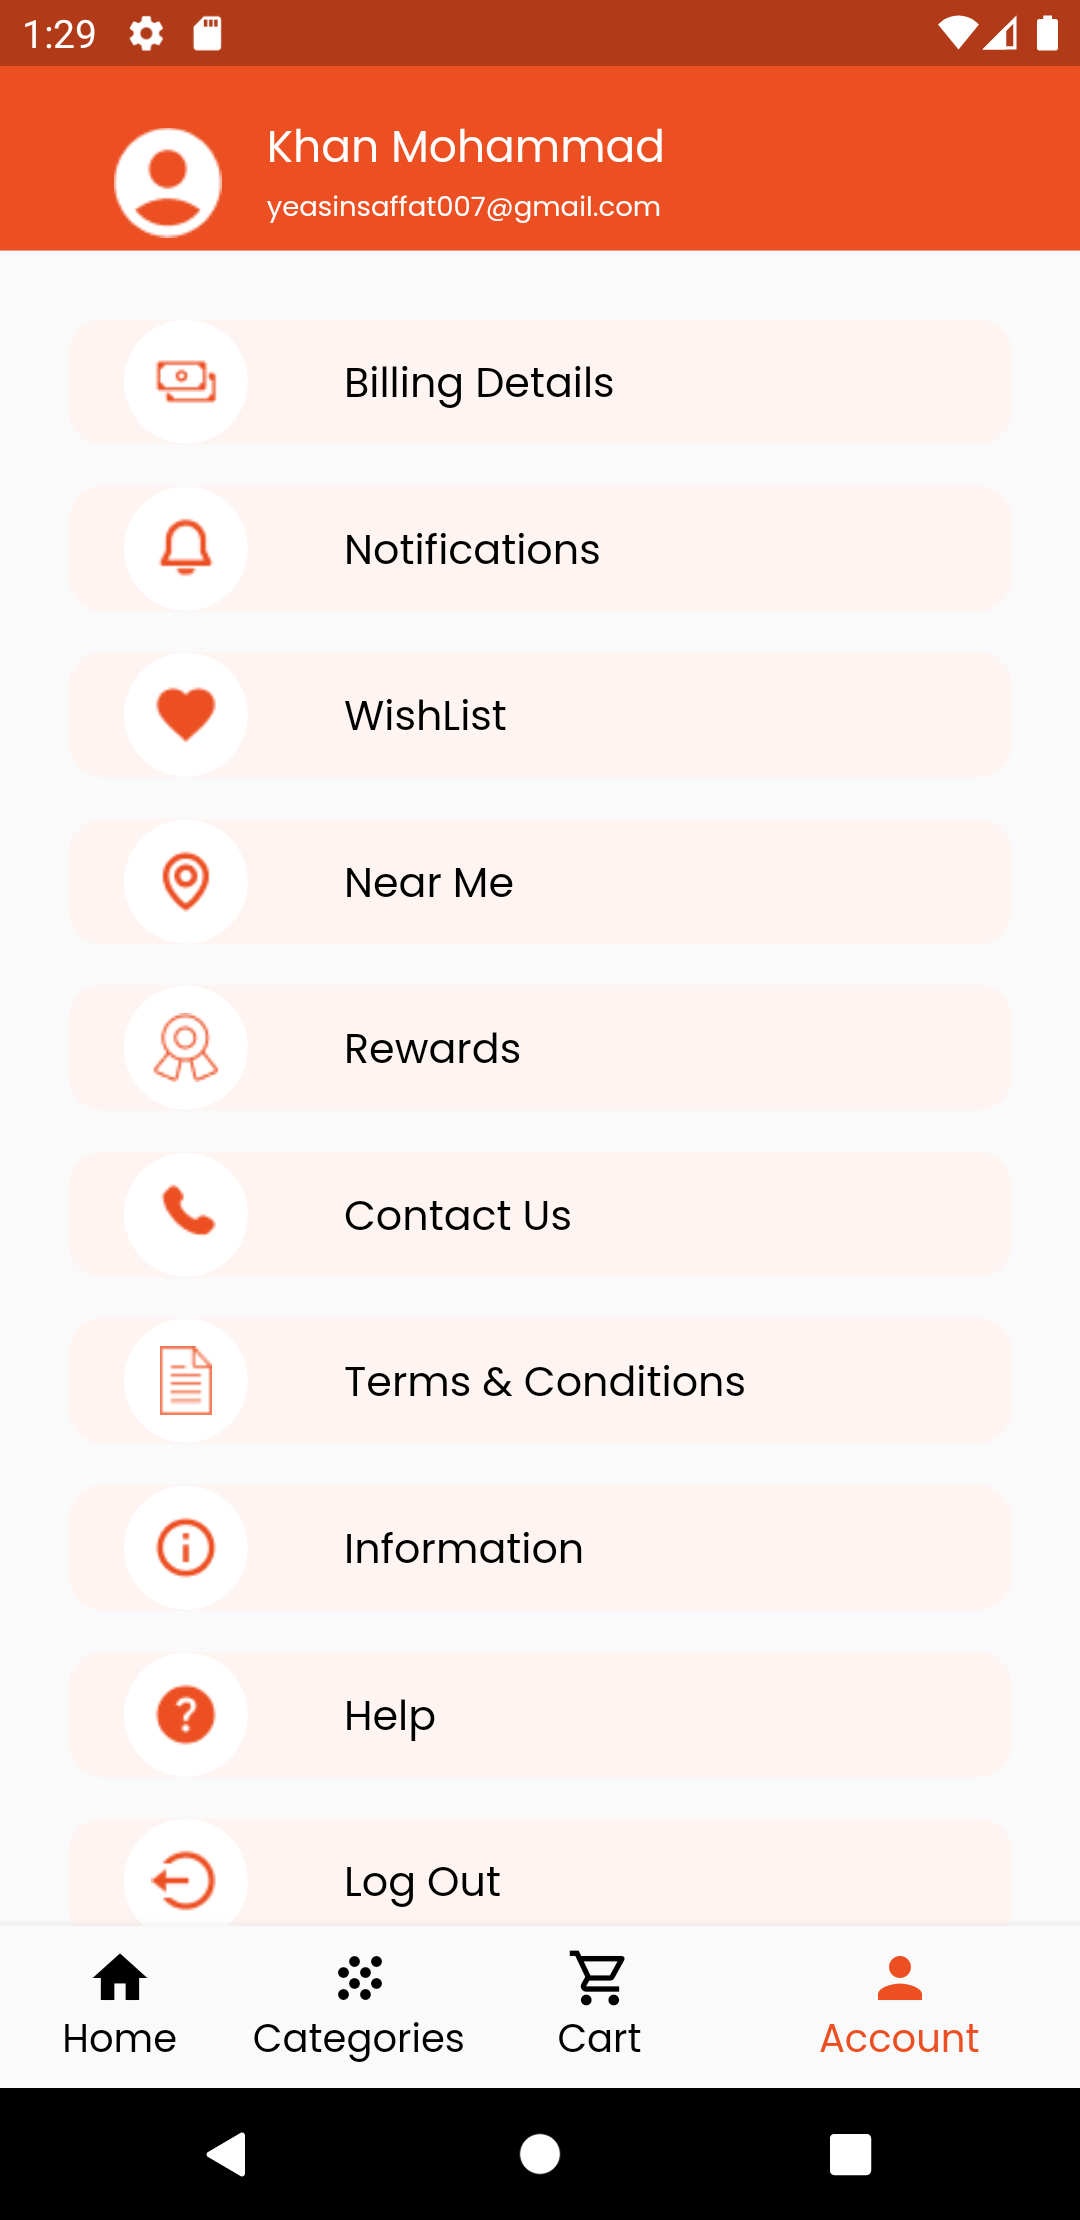 1:29
Khan Mohammad
yeasinsaffat007@gmail.com
Billing Details
Notifications
WishList
Near Me
Rewards
Contact Us
Terms & Conditions
Information
Help
Log Out
Home Categories Cart Account